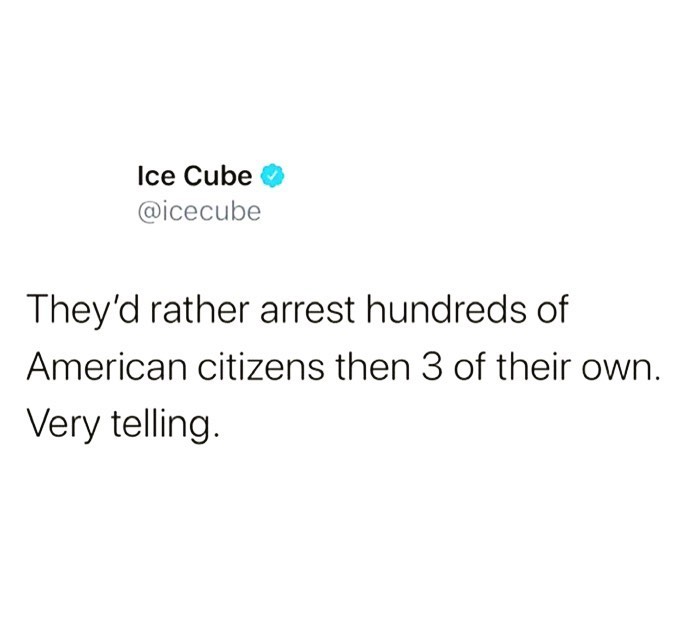 Ice Cube
@icecube
They'd rather arrest hundreds of
American citizens then 3 of their own.
Very telling.